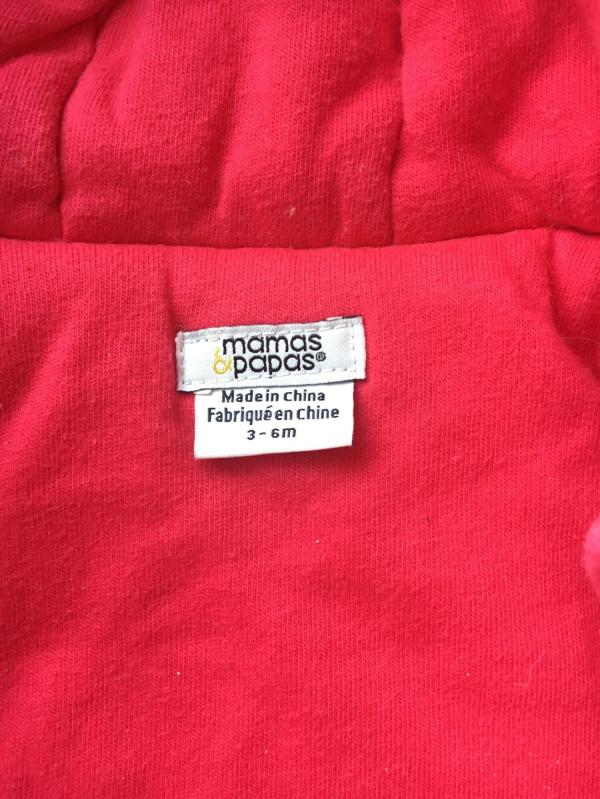 mamas
&papas®
Made in China
Fabriqué en Chine
3-6m